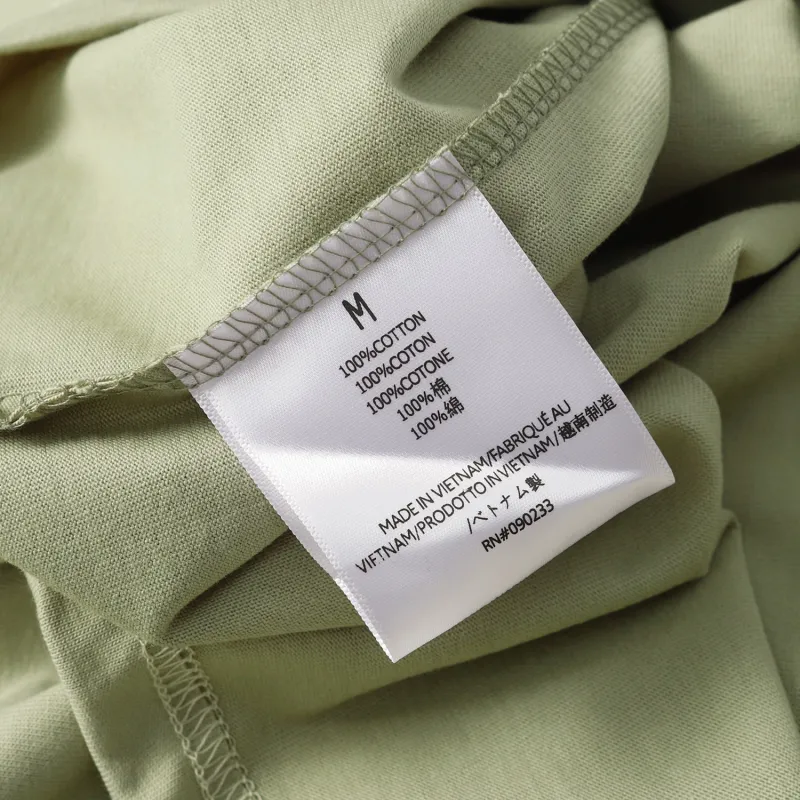 M
100%COTTON
100%COTON
100%COTONE
100%棉
100%綿
MADE IN VIETNAM/FABRIQUÉ AU
VIETNAM/PRODOTTO IN VIETNAM/越南制造
/ベトナム製
RN#090233